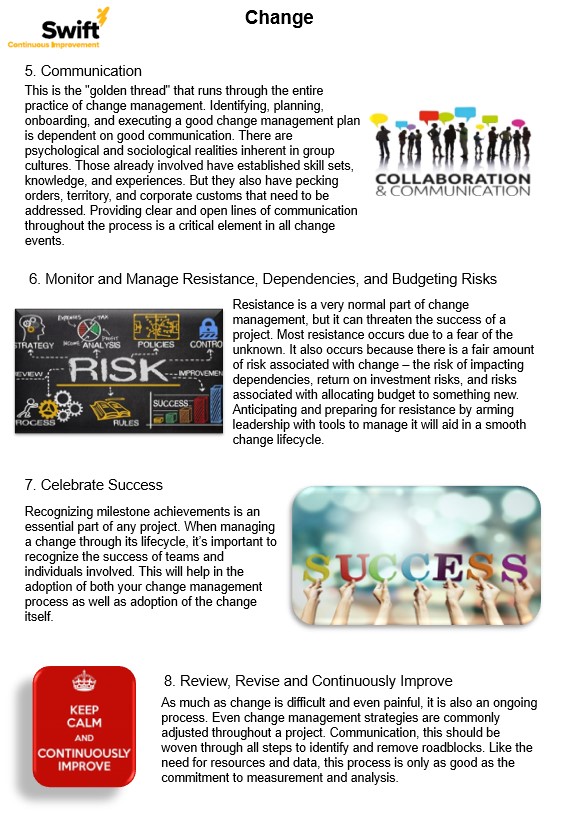 Swift
Continuous Improvement
Change
5. Communication
This is the "golden thread" that runs through the entire
practice of change management. Identifying, planning,
onboarding, and executing a good change management plan
is dependent on good communication. There are
psychological and sociological realities inherent in group
cultures. Those already involved have established skill sets,
knowledge, and experiences. But they also have pecking
orders, territory, and corporate customs that need to be
addressed. Providing clear and open lines of communication
throughout the process is a critical element in all change
events.
COLLABORATION
& COMMUNICATION
6. Monitor and Manage Resistance, Dependencies, and Budgeting Risks
STRATEGY
EXPENSES
TAX
INCOME
PROFIT
ANALYSIS
POLICIES
CONTRO
RISK
EVIEW
IMPROVEMEN
ROCESS
RULES
SUCCESS
Resistance is a very normal part of change
management, but it can threaten the success of a
project. Most resistance occurs due to a fear of the
unknown. It also occurs because there is a fair amount
of risk associated with change – the risk of impacting
dependencies, return on investment risks, and risks
associated with allocating budget to something new.
Anticipating and preparing for resistance by arming
leadership with tools to manage it will aid in a smooth
change lifecycle.
7. Celebrate Success
Recognizing milestone achievements is an
essential part of any project. When managing
a change through its lifecycle, it's important to
recognize the success of teams and
individuals involved. This will help in the
adoption of both your change management
process as well as adoption of the change
itself.
SUCCESS
KEEP
CALM
AND
CONTINUOUSLY
IMPROVE
8. Review, Revise and Continuously Improve
As much as change is difficult and even painful, it is also an ongoing
process. Even change management strategies are commonly
adjusted throughout a project. Communication, this should be
woven through all steps to identify and remove roadblocks. Like the
need for resources and data, this process is only as good as the
commitment to measurement and analysis.